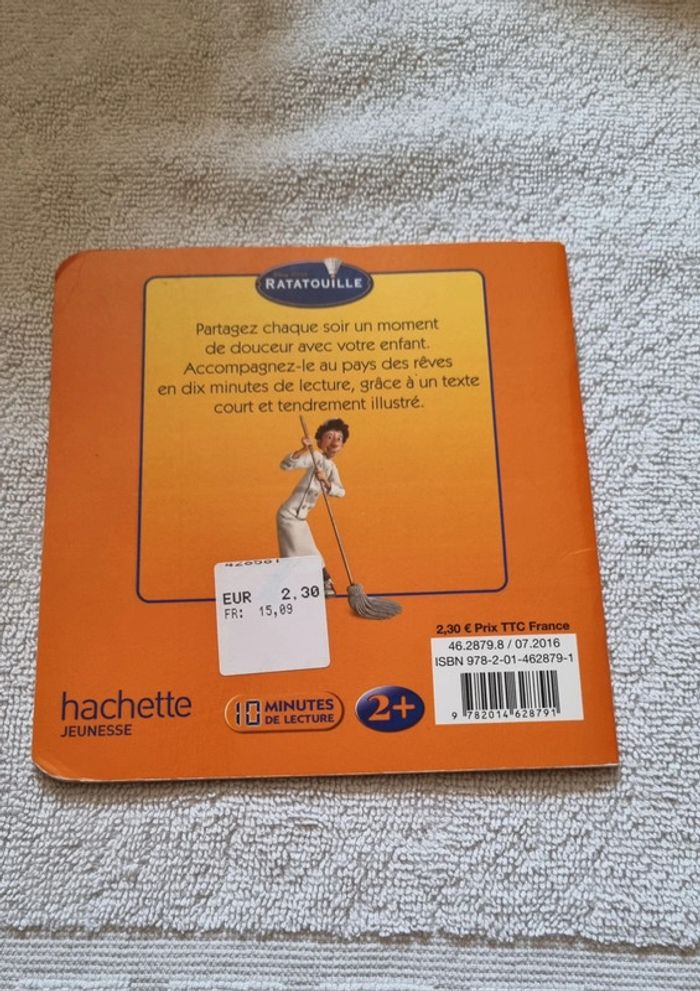 RATATOUILLE
Partagez chaque soir un moment
de douceur avec votre enfant.
Accompagnez-le au pays des rêves
en dix minutes de lecture, grâce à un texte
court et tendrement illustré.
EUR 2,30
FR: 15,09
2,30 € Prix TTC France
46.2879.8 / 07.2016
ISBN 978-2-01-462879-1
9 782014 628791
hachette
JEUNESSE
10 MINUTES
DE LECTURE
2+